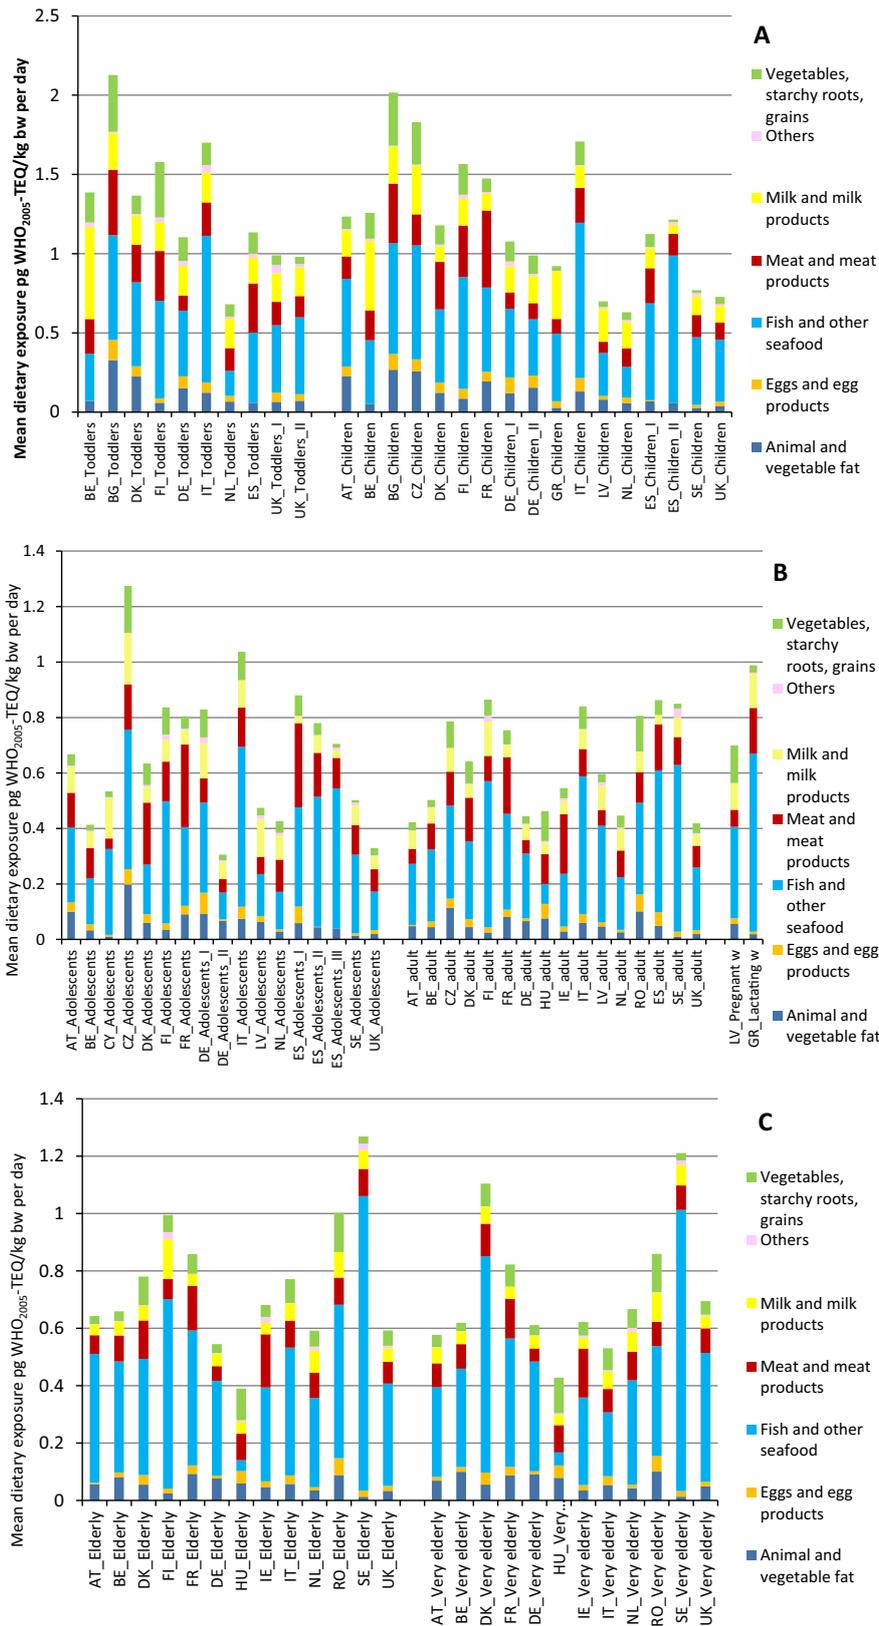 Mean dietary exposure pg WHO2005-TEQ/kg bw per day
2.5
2
1.5
1
0.5
0
BE_Toddlers
BG_Toddlers
DK_Toddlers
FI_Toddlers
DE_Toddlers
IT_Toddlers
NL_Toddlers
ES_Toddlers
UK_Toddlers_I
UK_Toddlers_II
AT_Children
BE_Children
BG_Children
CZ_Children
DK_Children
FI_Children
FR_Children
DE_Children_I
DE_Children_II
GR_Children
IT_Children
LV_Children
NL_Children
ES_Children_I
ES_Children_II
SE_Children
UK_Children
A
Vegetables,
starchy roots,
grains
Others
Milk and milk
products
Meat and meat
products
Fish and other
seafood
Eggs and egg
products
Animal and
vegetable fat
Mean dietary exposure pg WHO2005-TEQ/kg bw per day
1.4
1.2
1
0.8
0.6
0.4
0.2
0
AT_Adolescents
BE_Adolescents
CY_Adolescents
CZ_Adolescents
DK_Adolescents
FI_Adolescents
FR_Adolescents
DE_Adolescents_I
DE_Adolescents_II
IT_Adolescents
LV_Adolescents
NL_Adolescents
ES_Adolescents_I
ES_Adolescents_II
ES_Adolescents_III
SE_Adolescents
UK_Adolescents
AT_adult
BE_adult
CZ_adult
DK_adult
FI_adult
FR_adult
DE_adult
HU_adult
IE_adult
IT_adult
LV_adult
NL_adult
RO_adult
ES_adult
SE_adult
UK_adult
LV_Pregnant w
GR_Lactating w
B
Vegetables,
starchy
roots, grains
Others
Milk and
milk
products
Meat and
meat
products
Fish and
other
seafood
Eggs and egg
products
Animal and
vegetable fat
Mean dietary exposure pg WHO2005-TEQ/kg bw per day
1.4
1.2
1
0.8
0.6
0.4
0.2
0
AT_Elderly
BE_Elderly
DK_Elderly
FI_Elderly
FR_Elderly
DE_Elderly
HU_Elderly
IE_Elderly
IT_Elderly
NL_Elderly
RO_Elderly
SE_Elderly
UK_Elderly
AT_Very elderly
BE_Very elderly
DK_Very elderly
FR_Very elderly
DE_Very elderly
HU_Very...
IE_Very elderly
IT_Very elderly
NL_Very elderly
RO_Very elderly
SE_Very elderly
UK_Very elderly
C
Vegetables,
starchy roots,
grains
Others
Milk and milk
products
Meat and meat
products
Fish and other
seafood
Eggs and egg
products
Animal and
vegetable fat